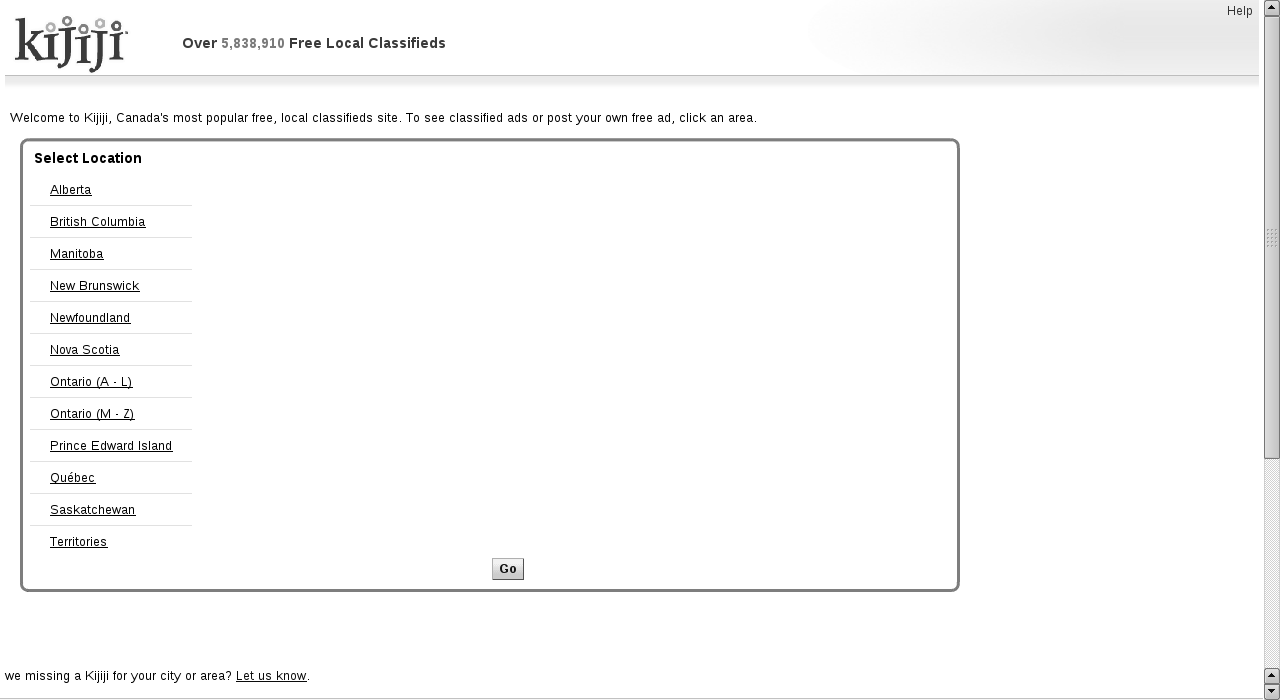 Help
kijiji
Over 5,838,910 Free Local Classifieds
Welcome to Kijiji, Canada's most popular free, local classifieds site. To see classified ads or post your own free ad, click an area.
Select Location
Alberta
British Columbia
Manitoba
New Brunswick
Newfoundland
Nova Scotia
Ontario (A - L)
Ontario (M - Z)
Prince Edward Island
Québec
Saskatchewan
Territories
Go
we missing a Kijiji for your city or area? Let us know.